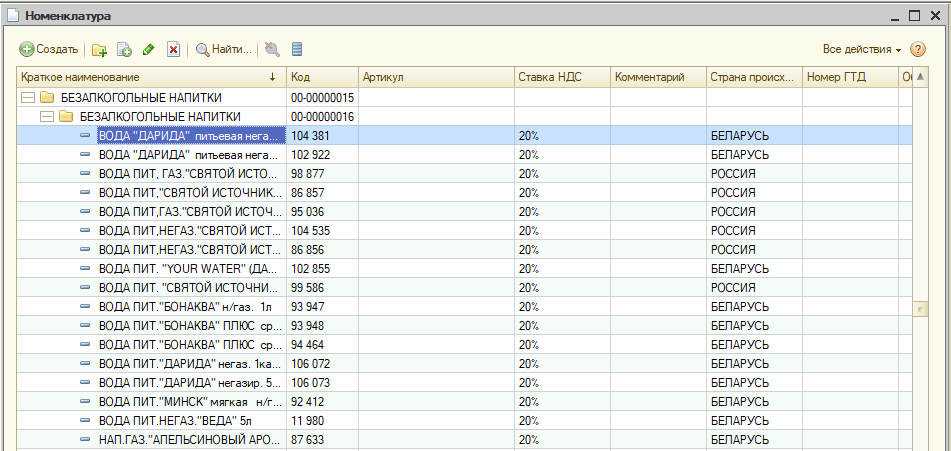 Номенклатура
Создать Найти... Все действия ?
Краткое наименование ↓ Код Артикул Ставка НДС Комментарий Страна происх... Номер ГТД
БЕЗАЛКОГОЛЬНЫЕ НАПИТКИ 00-00000015
БЕЗАЛКОГОЛЬНЫЕ НАПИТКИ 00-00000016
ВОДА "ДАРИДА" питьевая нега... 104 381 20% БЕЛАРУСЬ
ВОДА "ДАРИДА" питьевая нега... 102 922 20% БЕЛАРУСЬ
ВОДА ПИТ, ГАЗ."СВЯТОЙ ИСТО... 98 877 20% РОССИЯ
ВОДА ПИТ,"СВЯТОЙ ИСТОЧНИК... 86 857 20% РОССИЯ
ВОДА ПИТ,ГАЗ."СВЯТОЙ ИСТОЧ... 95 036 20% РОССИЯ
ВОДА ПИТ,НЕГАЗ."СВЯТОЙ ИСТ... 104 535 20% РОССИЯ
ВОДА ПИТ,НЕГАЗ."СВЯТОЙ ИСТ... 86 856 20% РОССИЯ
ВОДА ПИТ. "YOUR WATER" (ДА... 102 855 20% БЕЛАРУСЬ
ВОДА ПИТ. "СВЯТОЙ ИСТОЧНИ... 99 586 20% РОССИЯ
ВОДА ПИТ."БОНАКВА" н/газ. 1л 93 947 20% БЕЛАРУСЬ
ВОДА ПИТ."БОНАКВА" ПЛЮС ср... 93 948 20% БЕЛАРУСЬ
ВОДА ПИТ."БОНАКВА" ПЛЮС ср... 94 464 20% БЕЛАРУСЬ
ВОДА ПИТ."ДАРИДА" негаз. 1ка... 106 072 20% БЕЛАРУСЬ
ВОДА ПИТ."ДАРИДА" негазир. 5... 106 073 20% БЕЛАРУСЬ
ВОДА ПИТ."МИНСК" мягкая н/г... 92 412 20% БЕЛАРУСЬ
ВОДА ПИТ.НЕГАЗ."ВЕДА" 5л 11 980 20% БЕЛАРУСЬ
НАП.ГАЗ."АПЕЛЬСИНОВЫЙ АРО... 87 633 20% БЕЛАРУСЬ